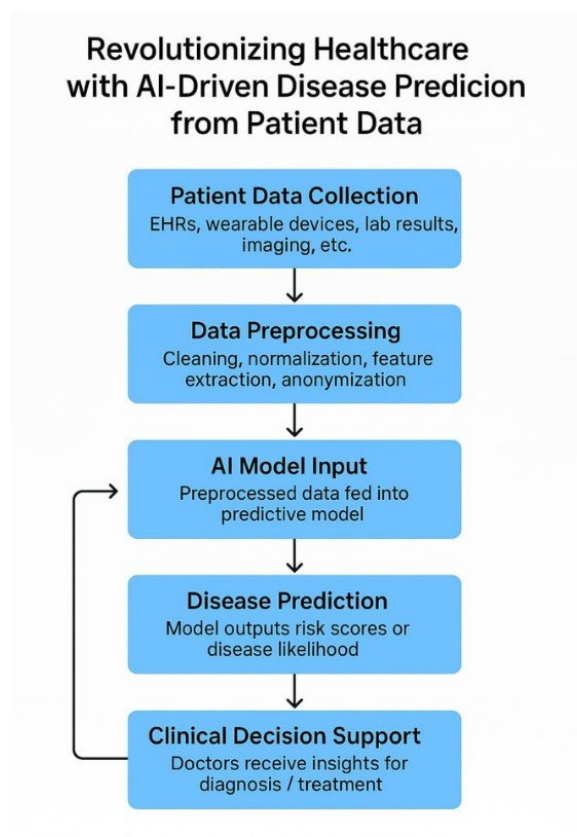 Revolutionizing Healthcare
with AI-Driven Disease Predicion
from Patient Data
Patient Data Collection
EHRs, wearable devices, lab results,
imaging, etc.
Data Preprocessing
Cleaning, normalization, feature
extraction, anonymization
AI Model Input
Preprocessed data fed into
predictive model
Disease Prediction
Model outputs risk scores or
disease likelihood
Clinical Decision Support
Doctors receive insights for
diagnosis / treatment